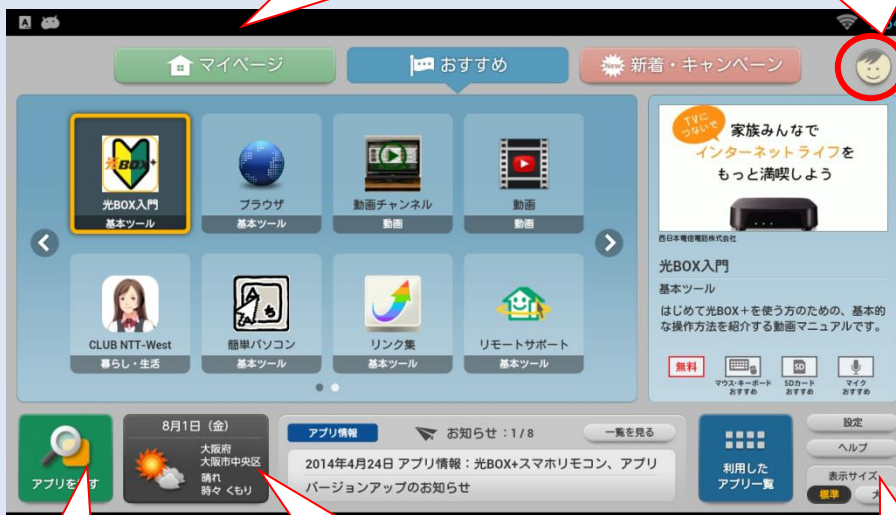 A
マイページ
おすすめ
New
新着・キャンペーン
光BOX+
光BOX入門
基本ツール
ブラウザ
基本ツール
動画チャンネル
動画
動画
動画
CLUB NTT-West
暮らし・生活
簡単パソコン
基本ツール
リンク集
基本ツール
リモートサポート
基本ツール
TVに
つないで
家族みんなで
インターネットライフを
もっと満喫しよう
西日本電信電話株式会社
光BOX入門
基本ツール
はじめて光BOX+を使う方のための、基本的
な操作方法を紹介する動画マニュアルです。
無料
マウス・キーボード
おすすめ
SD
SDカード
おすすめ
マイク
おすすめ
アプリを
す
8月1日（金）
大阪府
大阪市中央区
晴れ
時々 くもり
アプリ情報
お知らせ：1/8
一覧を見る
2014年4月24日 アプリ情報：光BOX+スマホリモコン、アプリ
バージョンアップのお知らせ
利用した
アプリ一覧
設定
ヘルプ
表示サイズ
標準
大